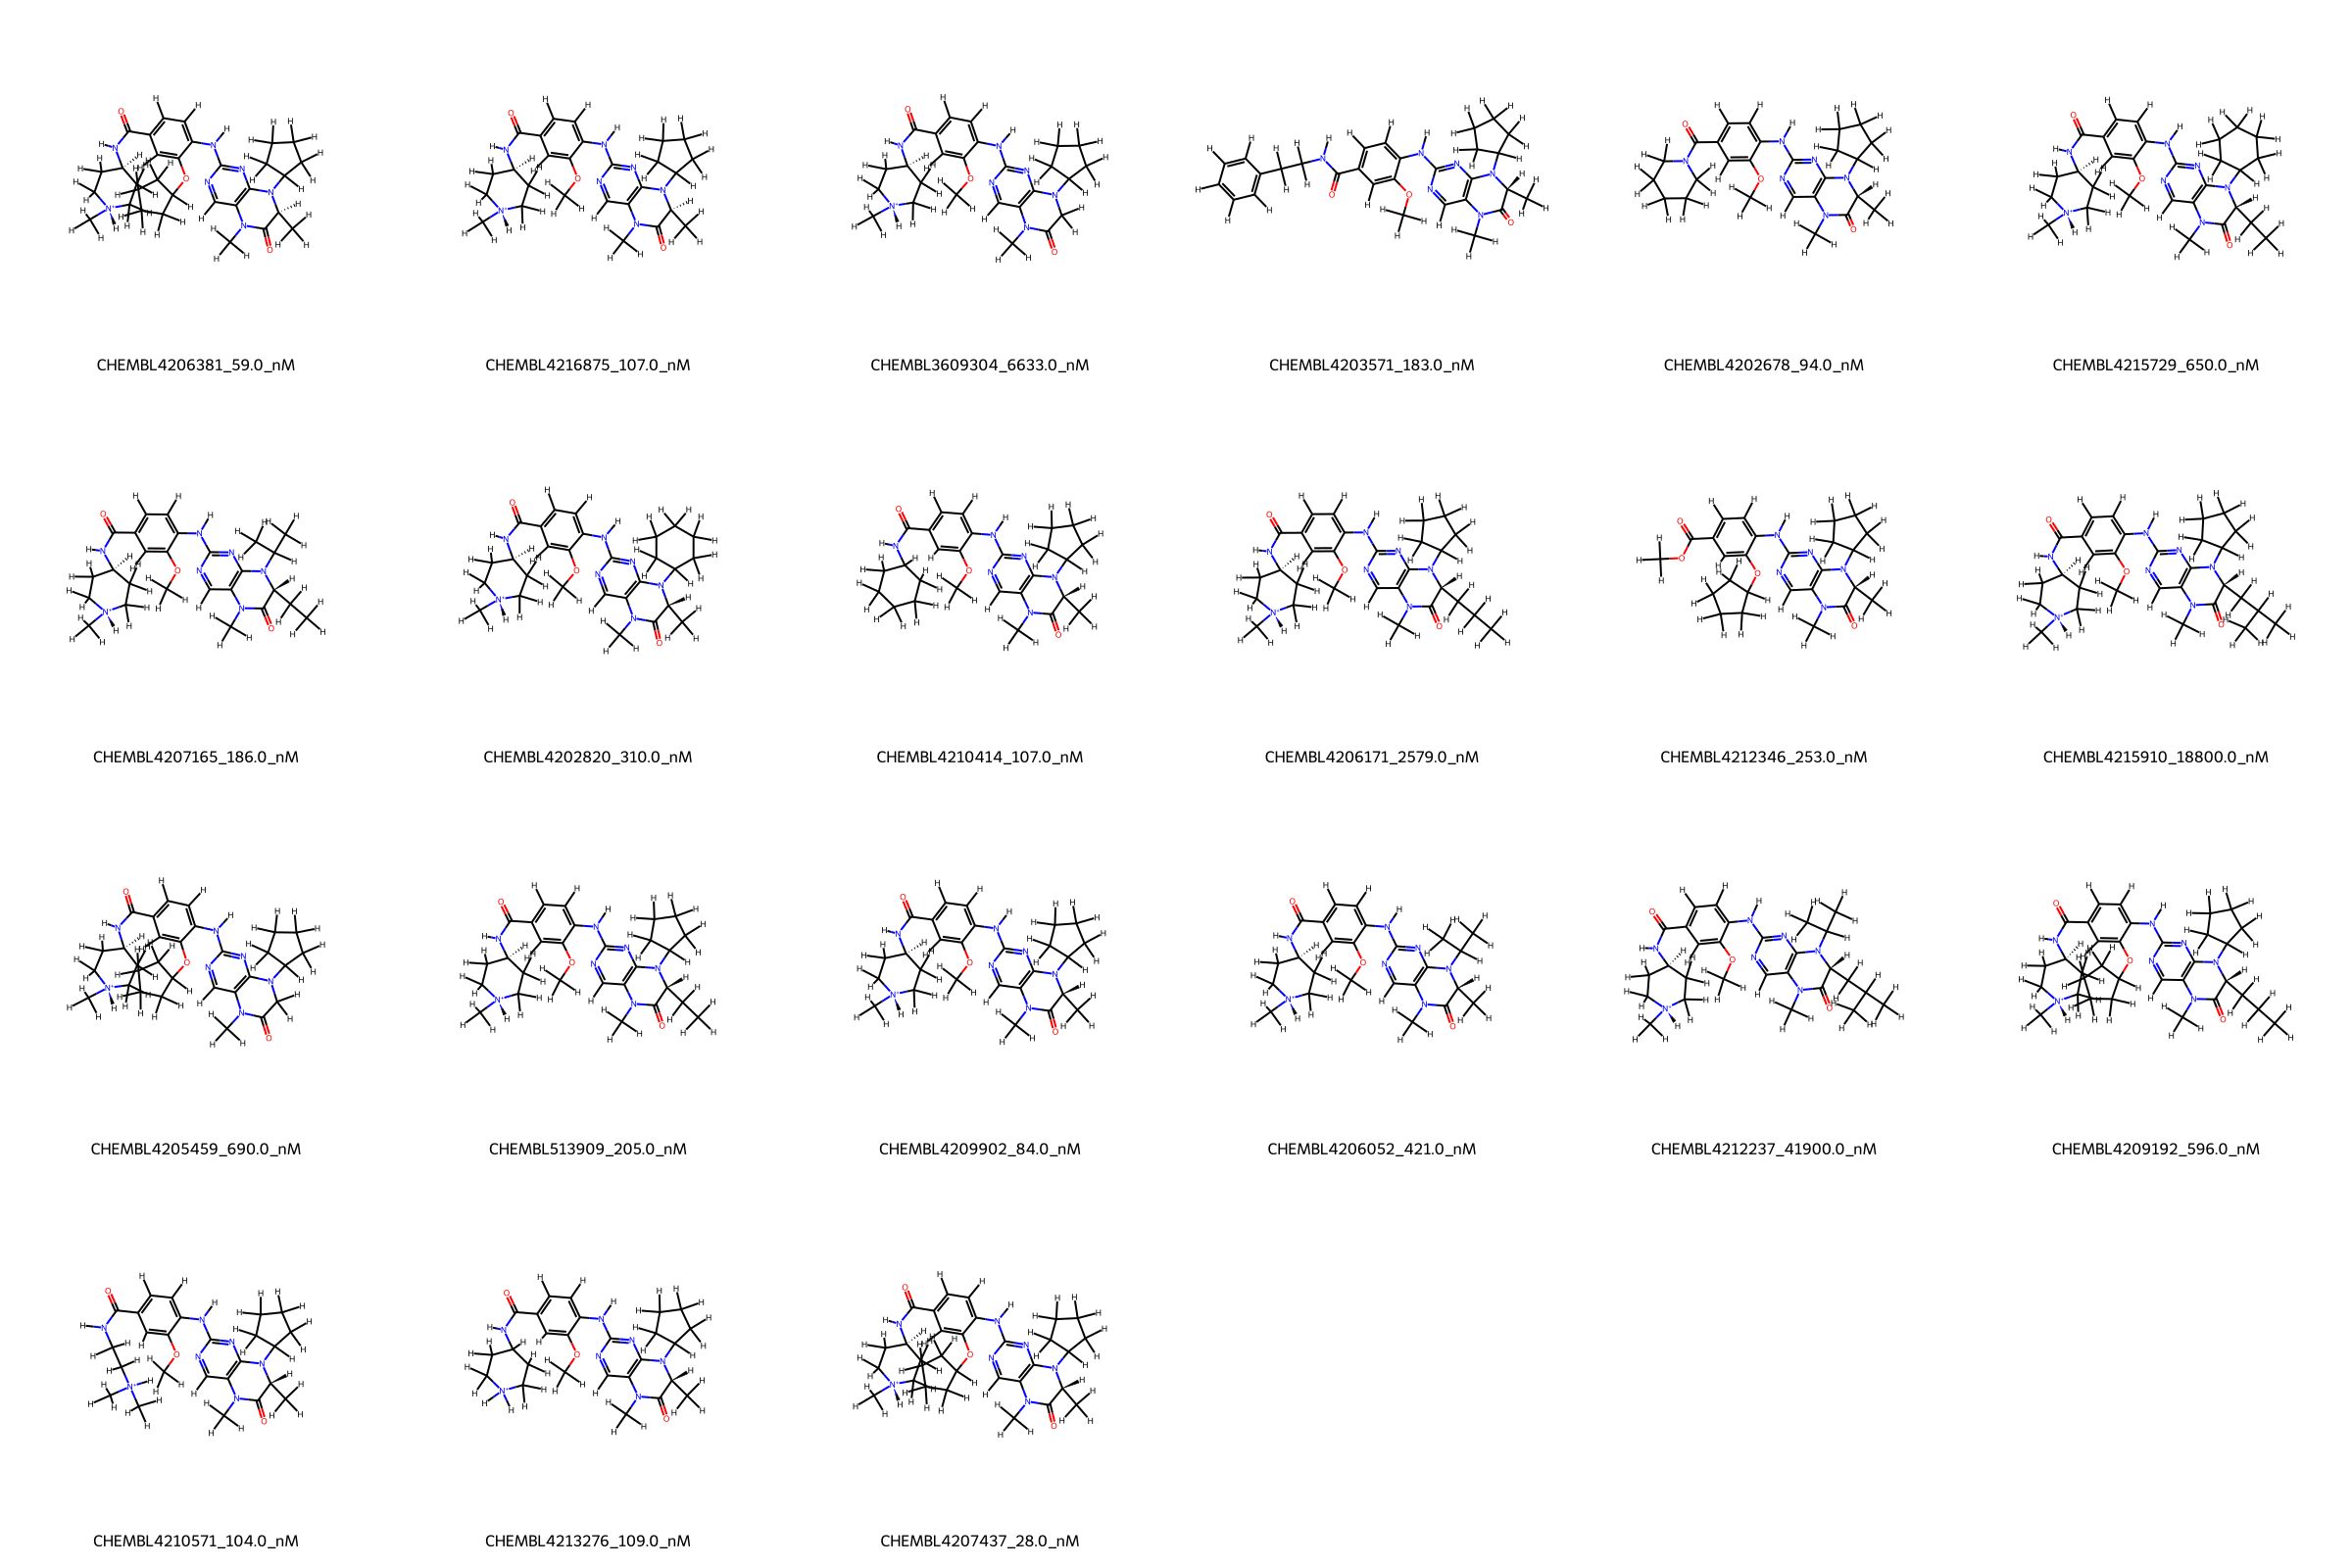 CHEMBL4206381_59.0_nM
CHEMBL4216875_107.0_nM
CHEMBL3609304_6633.0_nM
CHEMBL4203571_183.0_nM
CHEMBL4202678_94.0_nM
CHEMBL4215729_650.0_nM
CHEMBL4207165_186.0_nM
CHEMBL4202820_310.0_nM
CHEMBL4210414_107.0_nM
CHEMBL4206171_2579.0_nM
CHEMBL4212346_253.0_nM
CHEMBL4215910_18800.0_nM
CHEMBL4205459_690.0_nM
CHEMBL513909_205.0_nM
CHEMBL4209902_84.0_nM
CHEMBL4206052_421.0_nM
CHEMBL4212237_41900.0_nM
CHEMBL4209192_596.0_nM
CHEMBL4210571_104.0_nM
CHEMBL4213276_109.0_nM
CHEMBL4207437_28.0_nM